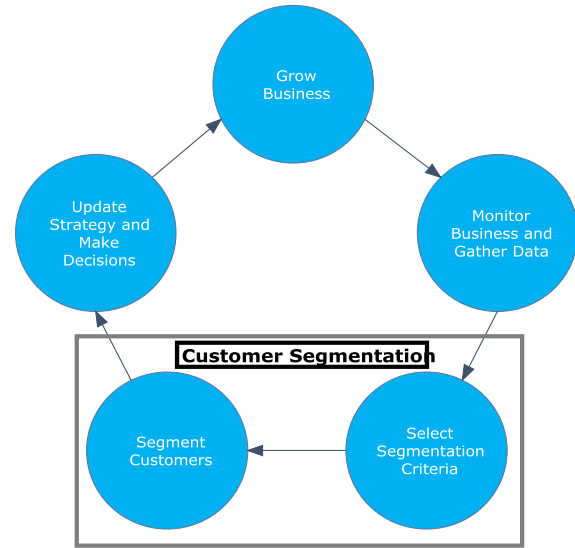 Grow
Business
Update
Strategy and
Make
Decisions
Monitor
Business and
Gather Data
Customer Segmentation
Segment
Customers
Select
Segmentation
Criteria